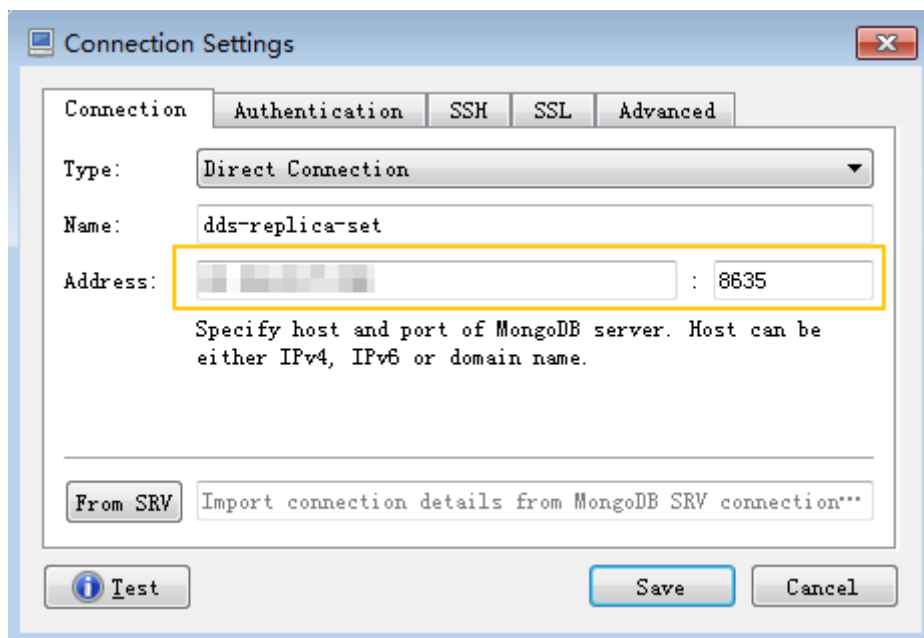 Connection Settings
Connection Authentication SSH SSL Advanced
Type: Direct Connection
Name: dds-replica-set
Address: : 8635
Specify host and port of MongoDB server. Host can be
either IPv4, IPv6 or domain name.
From SRV Import connection details from MongoDB SRV connection...
Test Save Cancel